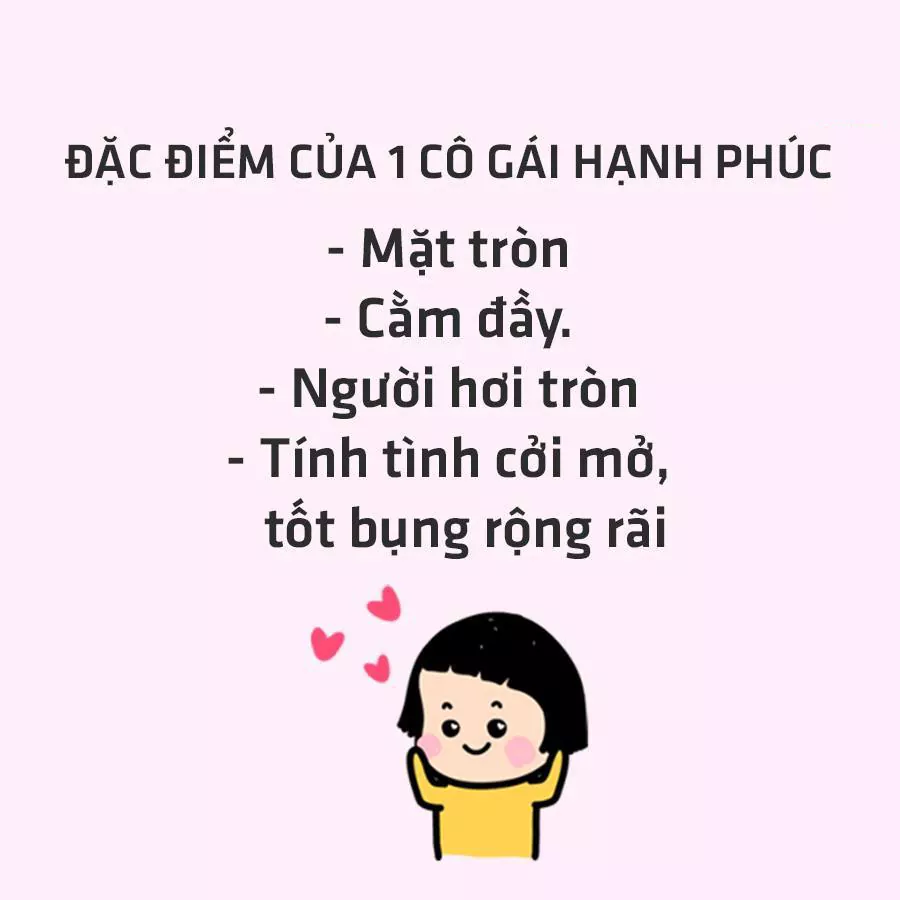 ĐẶC ĐIỂM CỦA 1 CÔ GÁI HẠNH PHÚC
- Mặt tròn
- Cằm đầy.
- Người hơi tròn
- Tính tình cởi mở,
tốt bụng rộng rãi